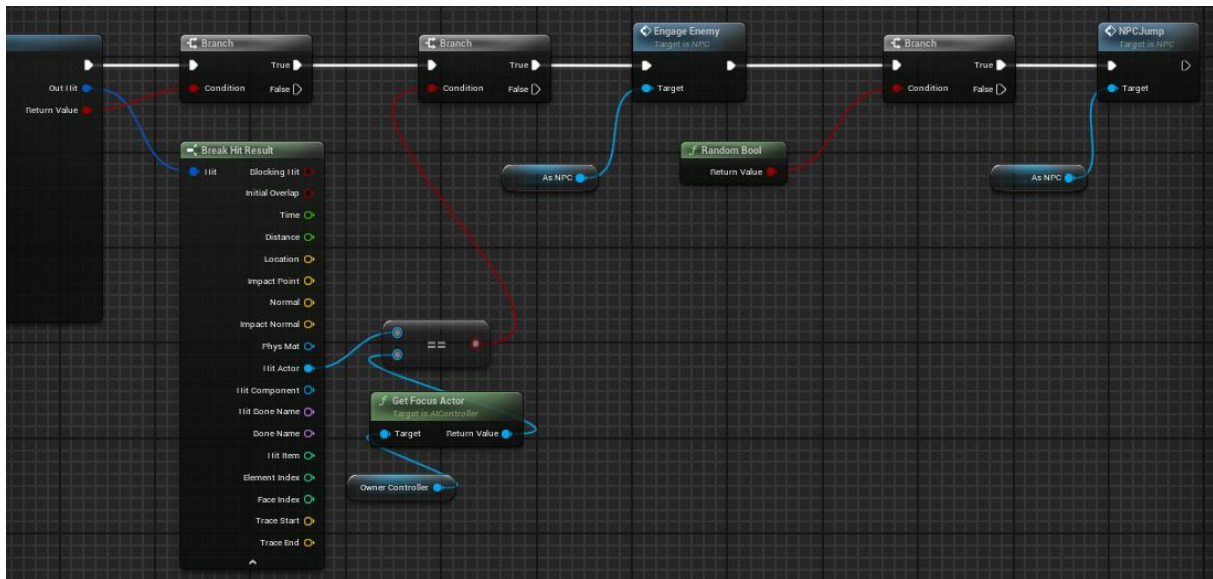 Out Hit
Return Value
Branch
True
Condition
False
Break Hit Result
Hit
Blocking Hit
Initial Overlap
Time
Distance
Location
Impact Point
Normal
Impact Normal
Phys Mat
Hit Actor
Hit Component
Hit Bone Name
Bone Name
Hit Item
Element Index
Face Index
Trace Start
Trace End
Branch
True
Condition
False
==
f Get Focus Actor
Target is AIController
Target Return Value
Owner Controller
Engage Enemy
Target is NPC
Target
As NPC
f Random Bool
Return Value
Branch
True
Condition
False
NPCJump
Target is NPC
Target
As NPC